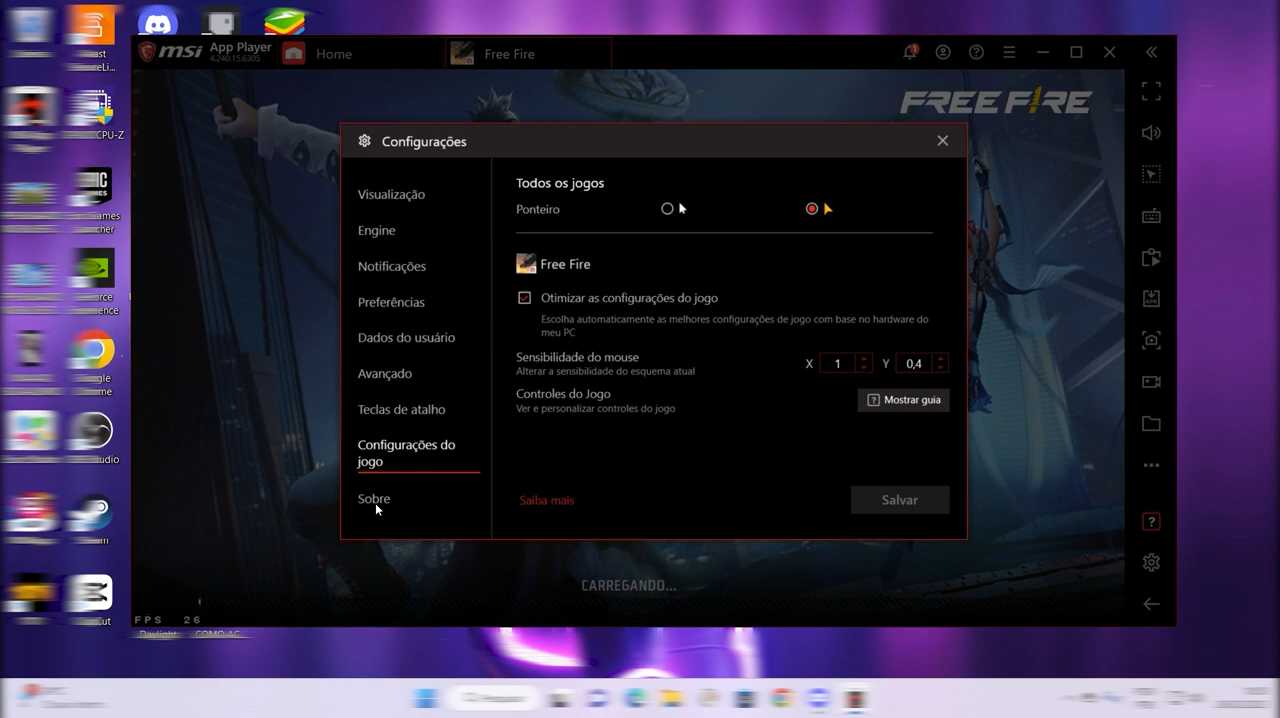 msi App Player
4.240.15.6305
Home
Free Fire
FREE FIRE
CPU-Z
Configurações
Visualização
Engine
Notificações
Preferências
Dados do usuário
Avançado
Teclas de atalho
Configurações do
jogo
Sobre
Todos os jogos
Ponteiro
Free Fire
Otimizar as configurações do jogo
Escolha automaticamente as melhores configurações de jogo com base no hardware do
meu PC
Sensibilidade do mouse
X 1 Y 0,4
Alterar a sensibilidade do esquema atual
Controles do Jogo
Mostrar guia
Ver e personalizar controles do jogo
Saiba mais
Salvar
CARREGANDO...
FPS 26